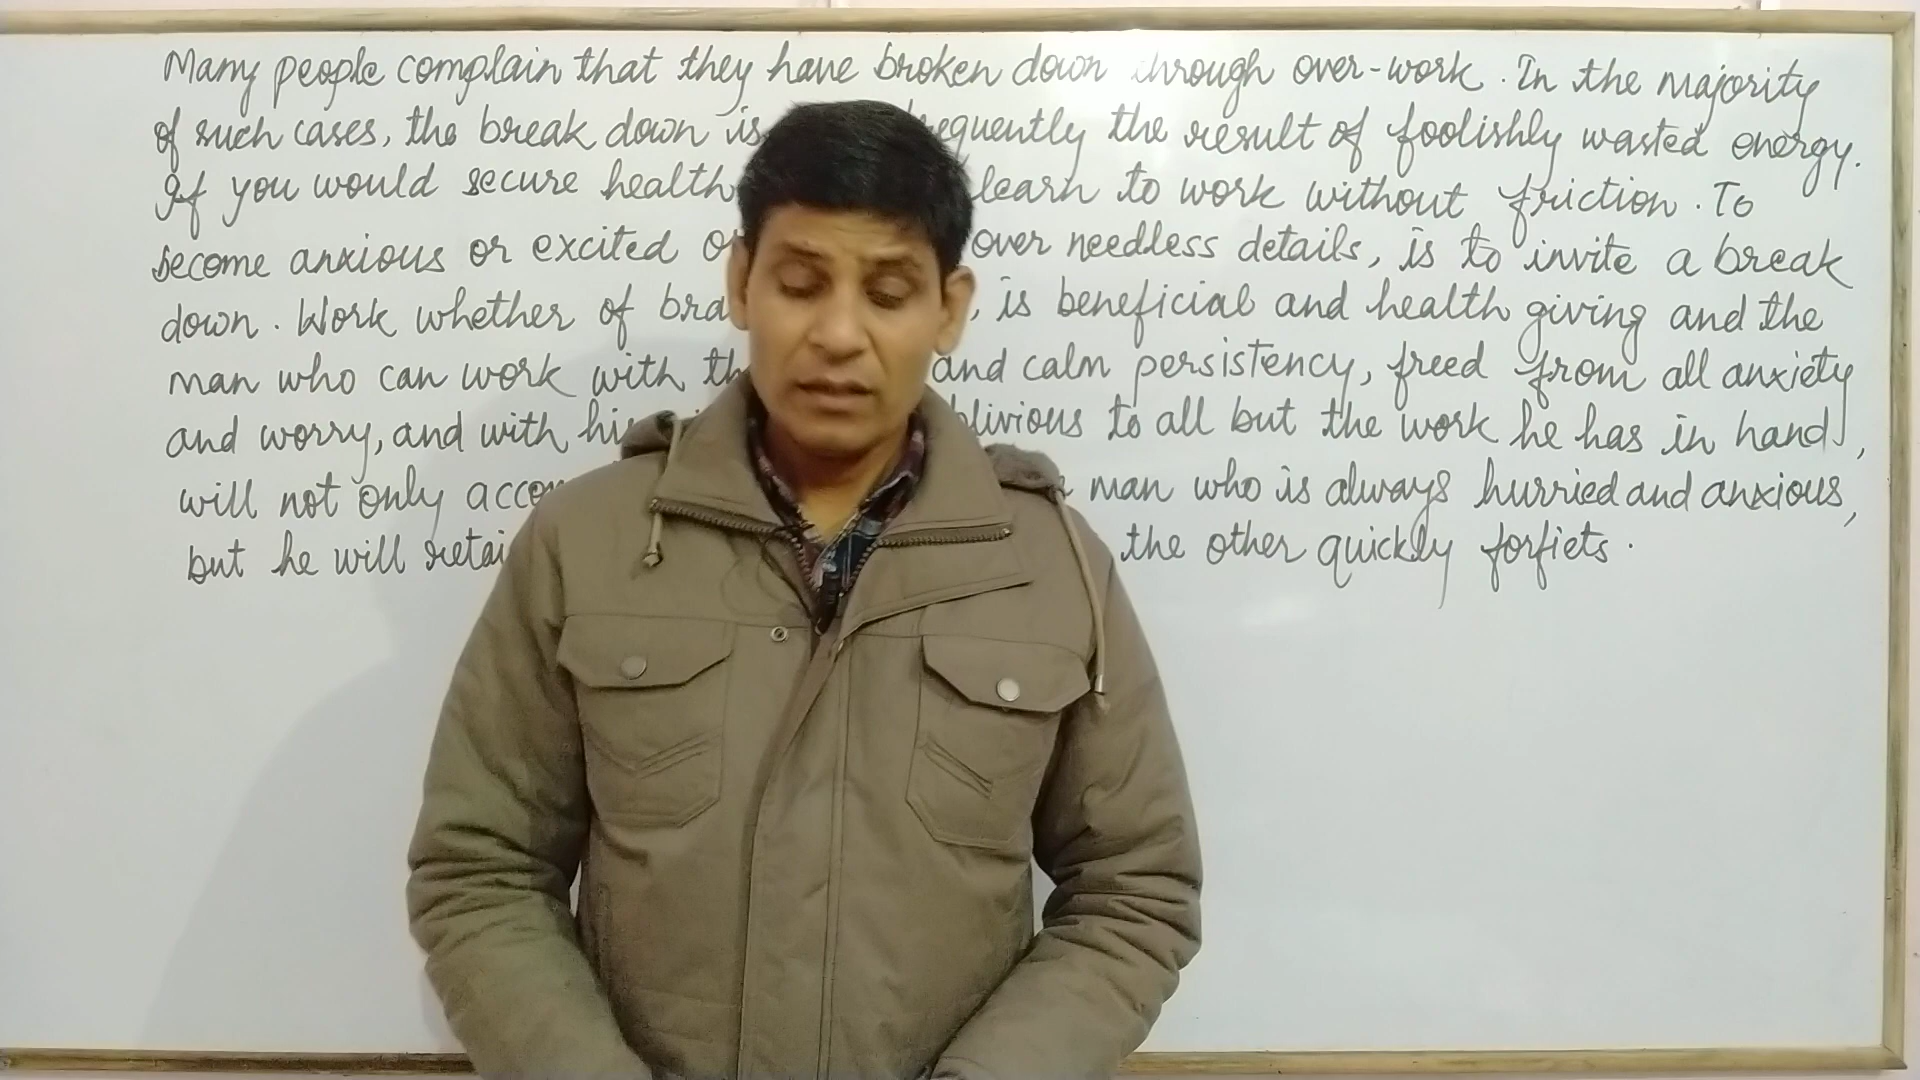 Many people complain that they have broken down through over-work. In the majority
of such cases, the break down is the result of foolishly wasted energy.
If you would secure health learn to work without friction. To
become anxious or excited over needless details, is to invite a break
down. Work whether of , is beneficial and health giving and the
man who can work with and calm persistency, freed from all anxiety
and worry, and with his to all but the work he has in hand,
will not only man who is always hurried and anxious,
but he will the other quickly forfiets.